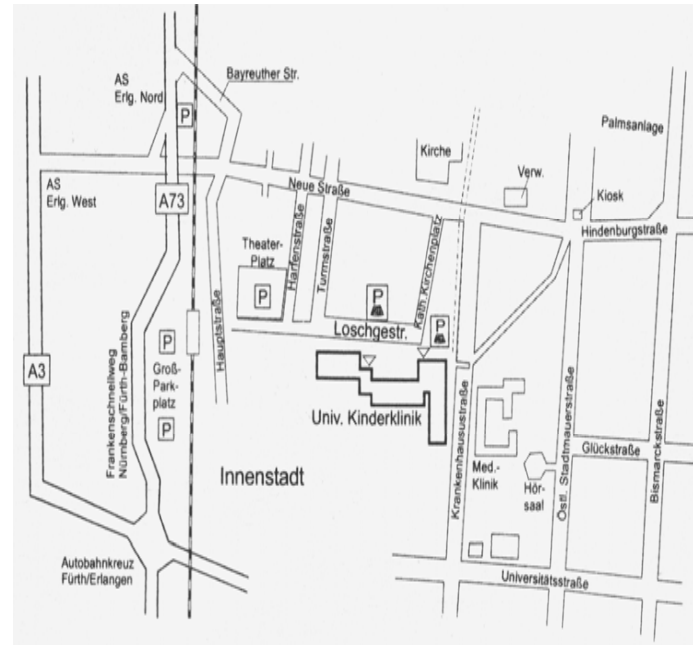 Bayreuther Str.
AS
Erlg. Nord
P
Palmsanlage
Kirche
Verw.
Kiosk
AS
Erlg. West
A73
Neue Straße
Hindenburgstraße
Theater-
Platz
P
Harfenstraße
Turmstraße
Kath. Kirchenplatz
P
P
Loschgestr.
Hauptstraße
A3
P
Groß-
Park-
platz
P
Frankenschnellweg
Nürnberg/Fürth-Bamberg
Univ. Kinderklinik
Krankenhausustraße
Med.-
Klinik
Hör-
saal
Östl. Stadtmauerstraße
Glückstraße
Bismarckstraße
Innenstadt
Autobahnkreuz
Fürth/Erlangen
Universitätsstraße